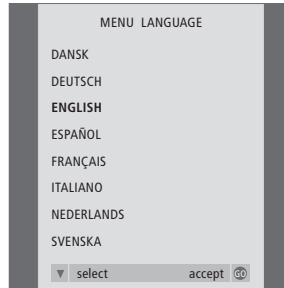 MENU LANGUAGE
DANSK
DEUTSCH
ENGLISH
ESPAÑOL
FRANÇAIS
ITALIANO
NEDERLANDS
SVENSKA
▼ select accept GO